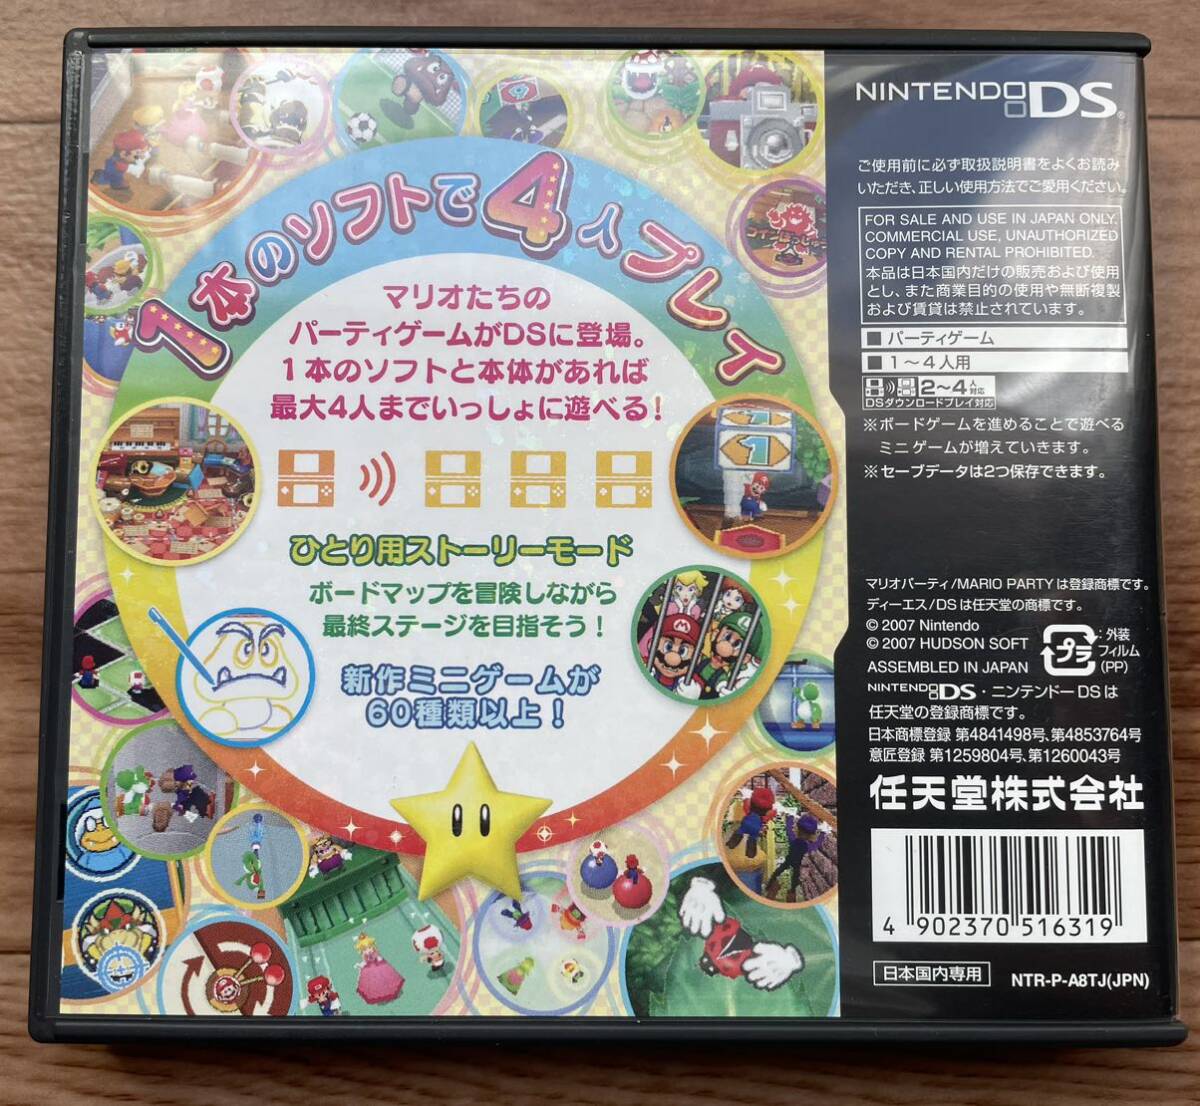 1本のソフトで4人プレイ
マリオたちの
パーティゲームがDSに登場。
1本のソフトと本体があれば
最大4人までいっしょに遊べる!
ひとり用ストーリーモード
ボードマップを冒険しながら
最終ステージを目指そう!
新作ミニゲームが
60種類以上!
NINTENDO DS®
ご使用前に必ず取扱説明書をよくお読み
いただき、正しい使用方法でご愛用ください。
FOR SALE AND USE IN JAPAN ONLY.
COMMERCIAL USE, UNAUTHORIZED
COPY AND RENTAL PROHIBITED.
本品は日本国内だけの販売および使用
とし、また商業目的の使用や無断複製
および賃貸は禁止されています。
■パーティゲーム
■1~4人用
2~4人対応
DSダウンロードプレイ対応
※ボードゲームを進めることで遊べる
ミニゲームが増えていきます。
※セーブデータは2つ保存できます。
マリオパーティ/MARIO PARTYは登録商標です。
ディーエス/DSは任天堂の商標です。
© 2007 Nintendo
© 2007 HUDSON SOFT
ASSEMBLED IN JAPAN
プラ
:外装
フィルム
(PP)
NINTENDO DS・ニンテンドーDSは
任天堂の登録商標です。
日本商標登録 第4841498号、第4853764号
意匠登録 第1259804号、第1260043号
任天堂株式会社
4 902370 516319
日本国内専用
NTR-P-A8TJ(JPN)